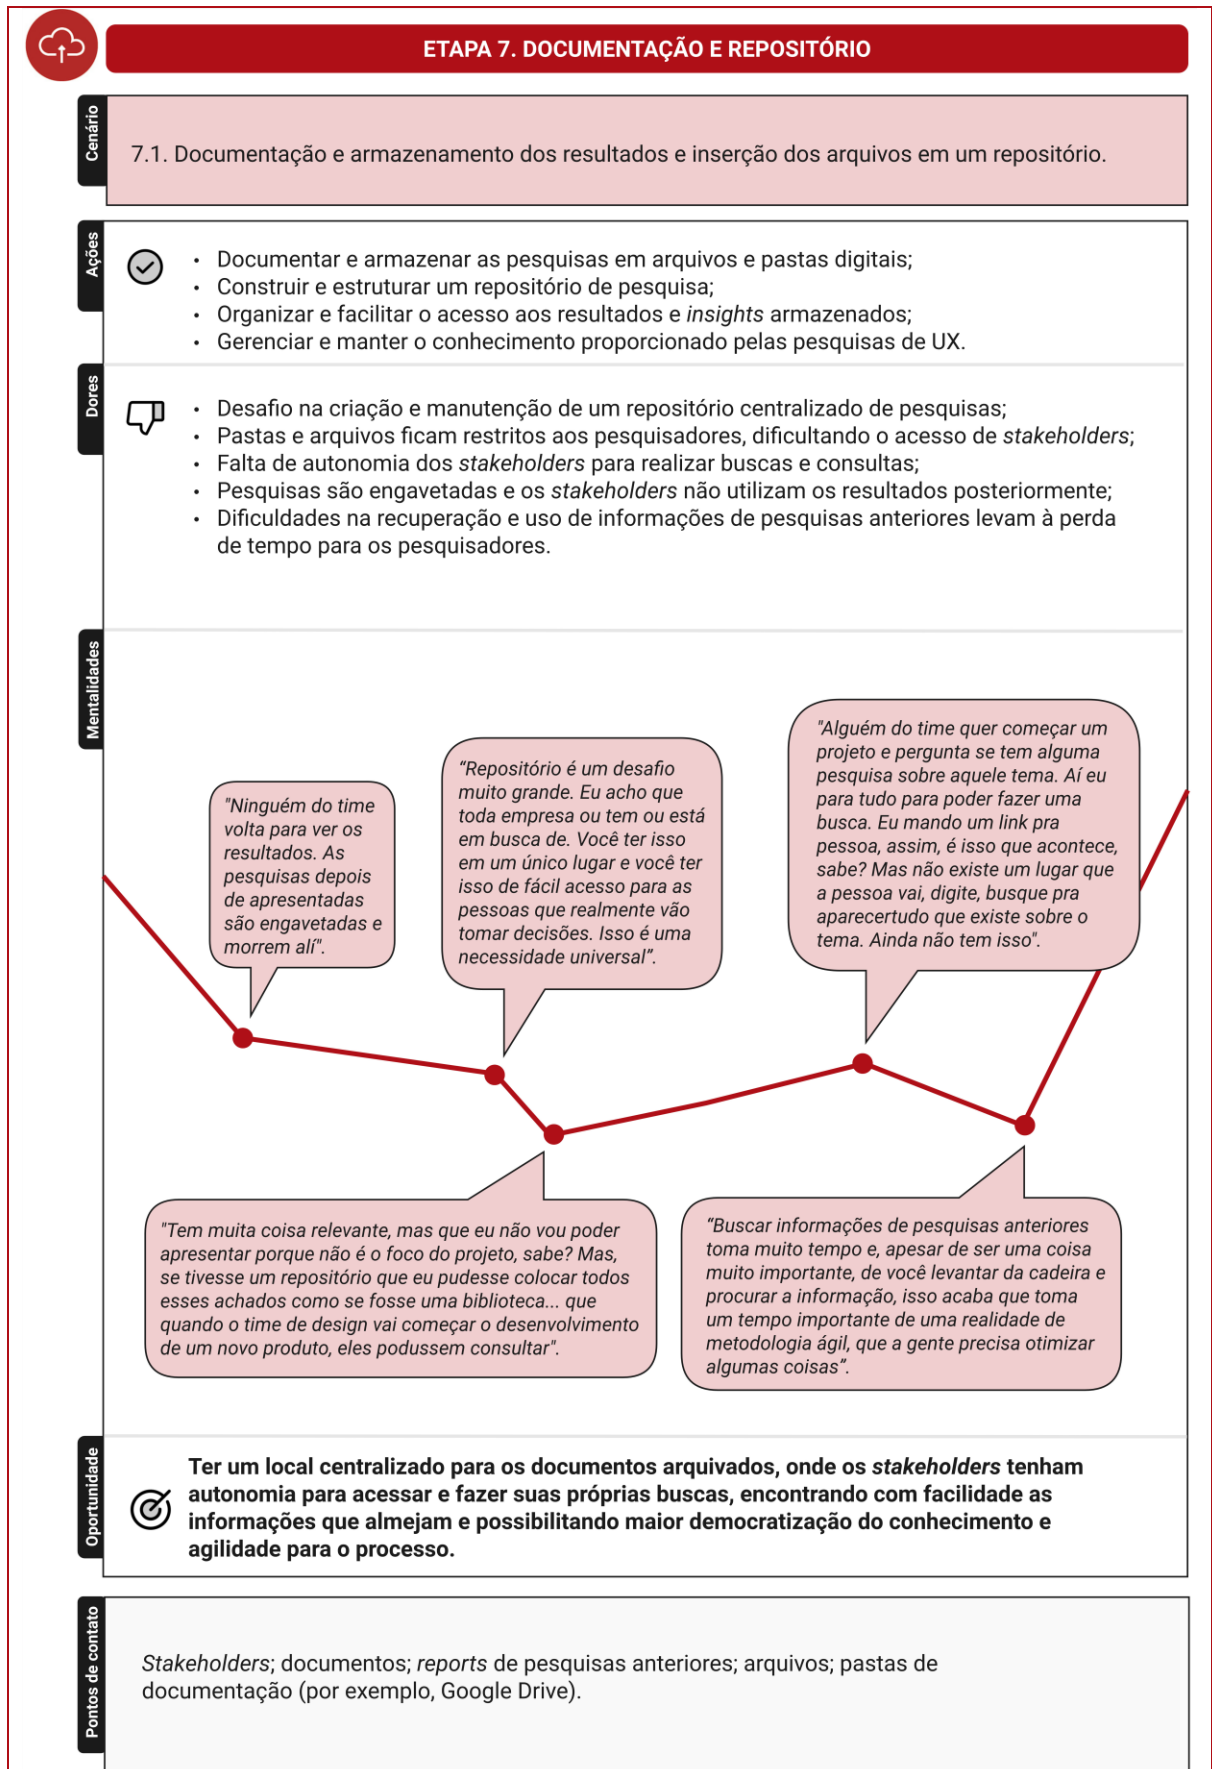 ETAPA 7. DOCUMENTAÇÃO E REPOSITÓRIO
Cenário
7.1. Documentação e armazenamento dos resultados e inserção dos arquivos em um repositório.
Ações
• Documentar e armazenar as pesquisas em arquivos e pastas digitais;
• Construir e estruturar um repositório de pesquisa;
• Organizar e facilitar o acesso aos resultados e insights armazenados;
• Gerenciar e manter o conhecimento proporcionado pelas pesquisas de UX.
Dores
• Desafio na criação e manutenção de um repositório centralizado de pesquisas;
• Pastas e arquivos ficam restritos aos pesquisadores, dificultando o acesso de stakeholders;
• Falta de autonomia dos stakeholders para realizar buscas e consultas;
• Pesquisas são engavetadas e os stakeholders não utilizam os resultados posteriormente;
• Dificuldades na recuperação e uso de informações de pesquisas anteriores levam à perda
de tempo para os pesquisadores.
Mentalidades
"Ninguém do time
volta para ver os
resultados. As
pesquisas depois
de apresentadas
são engavetadas e
morrem alí".
“Repositório é um desafio
muito grande. Eu acho que
toda empresa ou tem ou está
em busca de. Você ter isso
em um único lugar e você ter
isso de fácil acesso para as
pessoas que realmente vão
tomar decisões. Isso é uma
necessidade universal”.
"Alguém do time quer começar um
projeto e pergunta se tem alguma
pesquisa sobre aquele tema. Aí eu
para tudo para poder fazer uma
busca. Eu mando um link pra
pessoa, assim, é isso que acontece,
sabe? Mas não existe um lugar que
a pessoa vai, digite, busque pra
aparecertudo que existe sobre o
tema. Ainda não tem isso".
"Tem muita coisa relevante, mas que eu não vou poder
apresentar porque não é o foco do projeto, sabe? Mas,
se tivesse um repositório que eu pudesse colocar todos
esses achados como se fosse uma biblioteca... que
quando o time de design vai começar o desenvolvimento
de um novo produto, eles podussem consultar".
“Buscar informações de pesquisas anteriores
toma muito tempo e, apesar de ser uma coisa
muito importante, de você levantar da cadeira e
procurar a informação, isso acaba que toma
um tempo importante de uma realidade de
metodologia ágil, que a gente precisa otimizar
algumas coisas”.
Oportunidade
Ter um local centralizado para os documentos arquivados, onde os stakeholders tenham
autonomia para acessar e fazer suas próprias buscas, encontrando com facilidade as
informações que almejam e possibilitando maior democratização do conhecimento e
agilidade para o processo.
Pontos de contato
Stakeholders; documentos; reports de pesquisas anteriores; arquivos; pastas de
documentação (por exemplo, Google Drive).